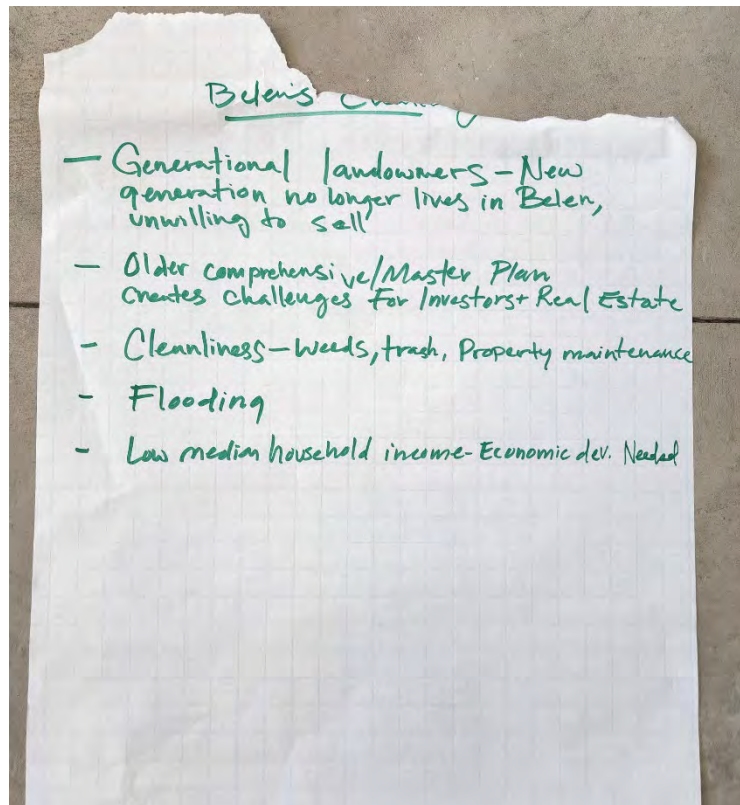 Belen's
— Generational landowners – New
generation no longer lives in Belen,
unwilling to sell
— Older comprehensive/Master Plan
creates challenges for Investors + Real Estate
- Cleanliness – Weeds, trash, Property maintenance
- Flooding
- Low median household income - Economic dev. Needed